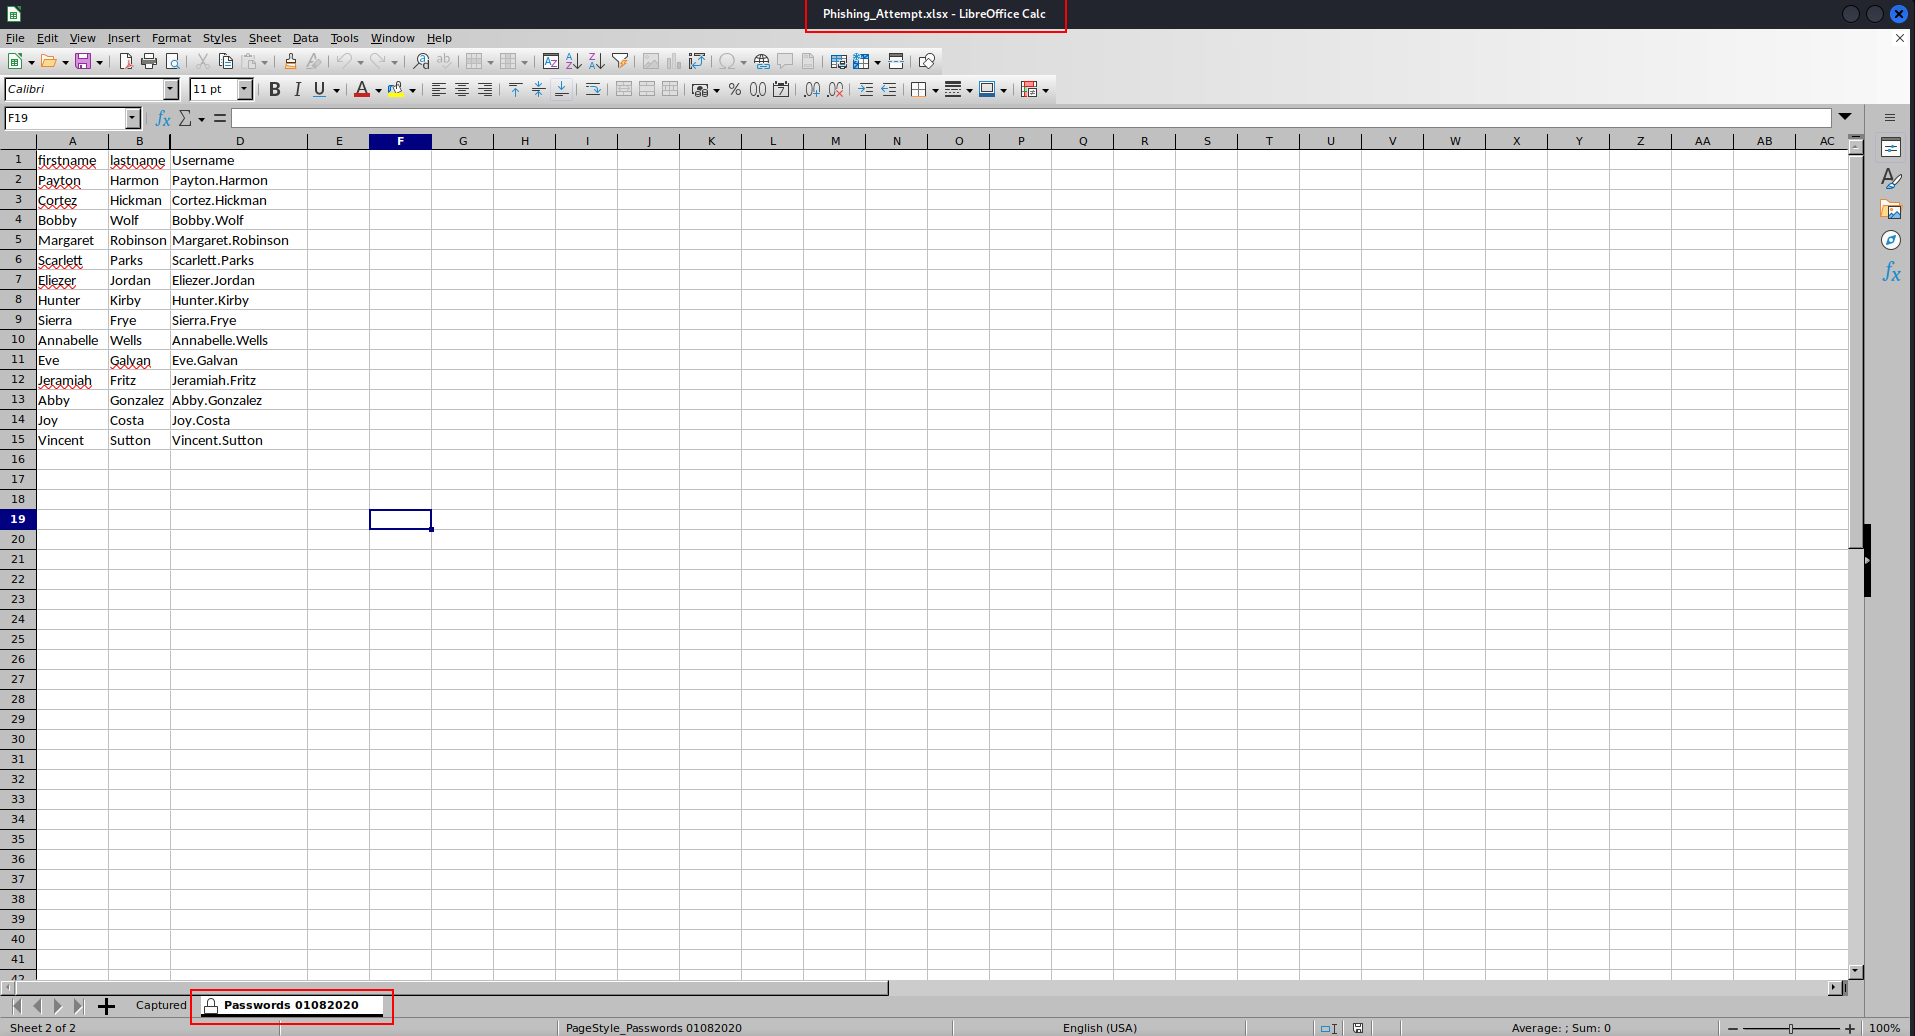 Phishing_Attempt.xlsx - LibreOffice Calc
File Edit View Insert Format Styles Sheet Data Tools Window Help
Calibri 11 pt B I U A % 0.0 7 .00 .00
F19 fx Σ =
A B D E F G H I J K L M N O P Q R S T U V W X Y Z AA AB AC
1 firstname lastname Username
2 Payton Harmon Payton.Harmon
3 Cortez Hickman Cortez.Hickman
4 Bobby Wolf Bobby.Wolf
5 Margaret Robinson Margaret.Robinson
6 Scarlett Parks Scarlett.Parks
7 Eliezer Jordan Eliezer.Jordan
8 Hunter Kirby Hunter.Kirby
9 Sierra Frye Sierra.Frye
10 Annabelle Wells Annabelle.Wells
11 Eve Galvan Eve.Galvan
12 Jeramiah Fritz Jeramiah.Fritz
13 Abby Gonzalez Abby.Gonzalez
14 Joy Costa Joy.Costa
15 Vincent Sutton Vincent.Sutton
16
17
18
19
20
21
22
23
24
25
26
27
28
29
30
31
32
33
34
35
36
37
38
39
40
41
42
Captured Passwords 01082020
Sheet 2 of 2 PageStyle_Passwords 01082020 English (USA) Average: ; Sum: 0 100%